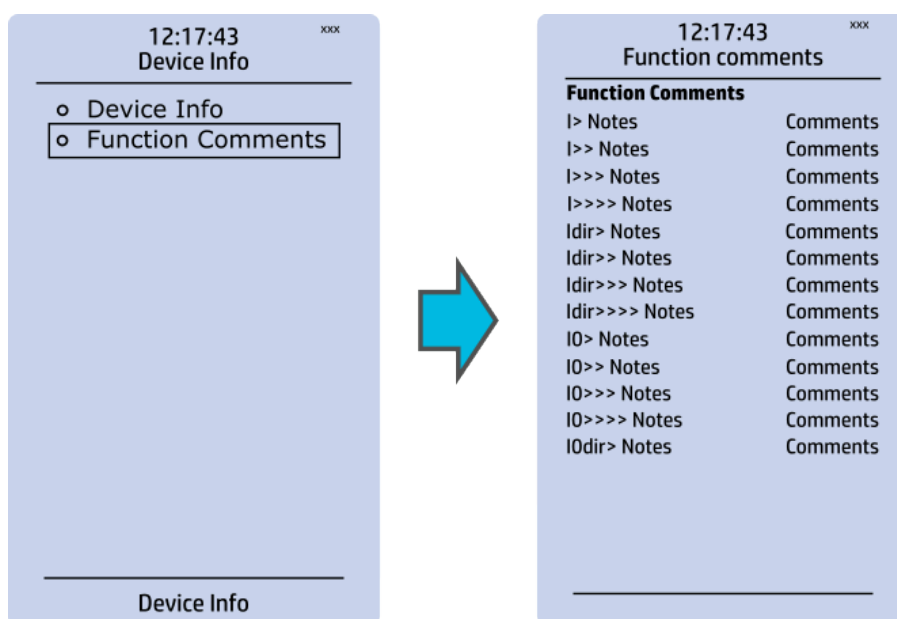 12:17:43 xxx
Device Info
Device Info
Function Comments
Device Info
12:17:43 xxx
Function comments
Function Comments
I> Notes Comments
I>> Notes Comments
I>>> Notes Comments
I>>>> Notes Comments
Idir> Notes Comments
Idir>> Notes Comments
Idir>>> Notes Comments
Idir>>>> Notes Comments
I0> Notes Comments
I0>> Notes Comments
I0>>> Notes Comments
I0>>>> Notes Comments
I0dir> Notes Comments